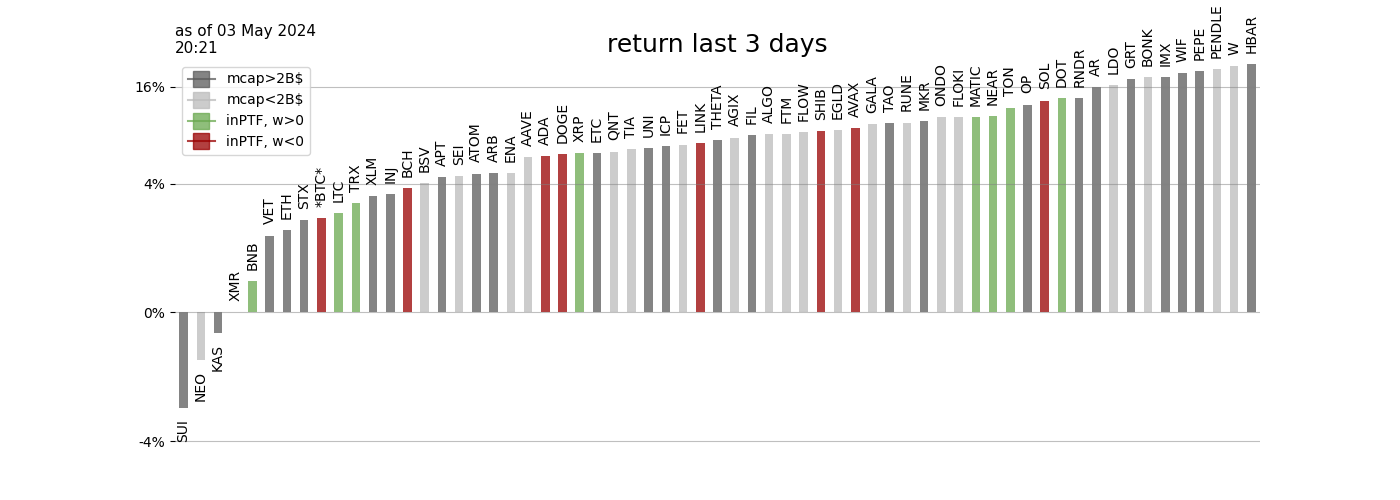 as of 03 May 2024
20:21
return last 3 days
mcap>2B$
mcap<2B$
inPTF, w>0
inPTF, w<0
16%
4%
0%
-4%
SUI
NEO
KAS
XMR
BNB
VET
ETH
STX
*BTC*
LTC
TRX
XLM
INJ
BCH
BSV
APT
SEI
ATOM
ARB
ENA
AAVE
ADA
DOGE
XRP
ETC
QNT
TIA
UNI
ICP
FET
LINK
THETA
AGIX
FIL
ALGO
FTM
FLOW
SHIB
EGLD
AVAX
GALA
TAO
RUNE
MKR
ONDO
FLOKI
MATIC
NEAR
TON
OP
SOL
DOT
RNDR
AR
LDO
GRT
BONK
IMX
WIF
PEPE
PENDLE
W
HBAR